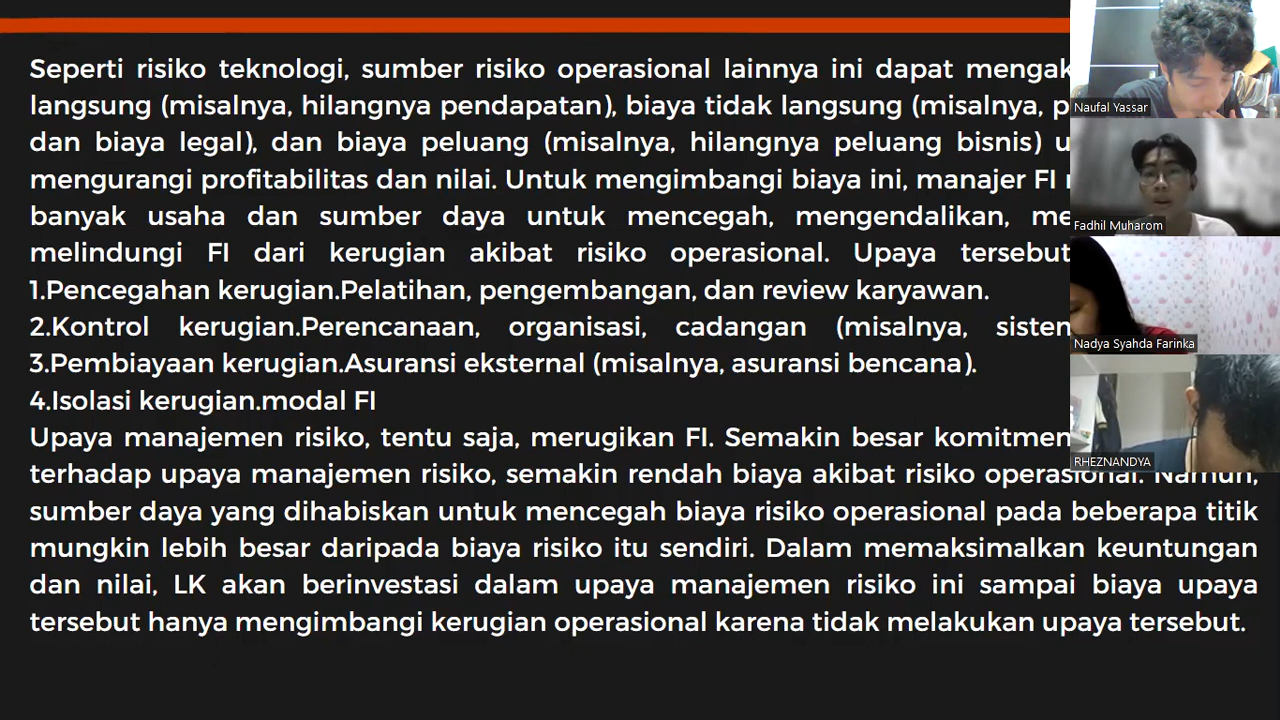 Seperti risiko teknologi, sumber risiko operasional lainnya ini dapat
langsung (misalnya, hilangnya pendapatan), biaya tidak langsung (misalnya,
dan biaya legal), dan biaya peluang (misalnya, hilangnya peluang bisnis)
mengurangi profitabilitas dan nilai. Untuk mengimbangi biaya ini, manajer FI
banyak usaha dan sumber daya untuk mencegah, mengendalikan,
melindungi FI dari kerugian akibat risiko operasional. Upaya tersebut
1.Pencegahan kerugian.Pelatihan, pengembangan, dan review karyawan.
2.Kontrol kerugian.Perencanaan, organisasi, cadangan (misalnya,
3.Pembiayaan kerugian.Asuransi eksternal (misalnya, asuransi bencana).
4.Isolasi kerugian.modal FI
Upaya manajemen risiko, tentu saja, merugikan FI. Semakin besar komitmen
terhadap upaya manajemen risiko, semakin rendah biaya akibat risiko operasional. Namun,
sumber daya yang dihabiskan untuk mencegah biaya risiko operasional pada beberapa titik
mungkin lebih besar daripada biaya risiko itu sendiri. Dalam memaksimalkan keuntungan
dan nilai, LK akan berinvestasi dalam upaya manajemen risiko ini sampai biaya upaya
tersebut hanya mengimbangi kerugian operasional karena tidak melakukan upaya tersebut.
Naufal Yassar
Fadhil Muharom
Nadya Syahda Farinka
RHEZNANDYA